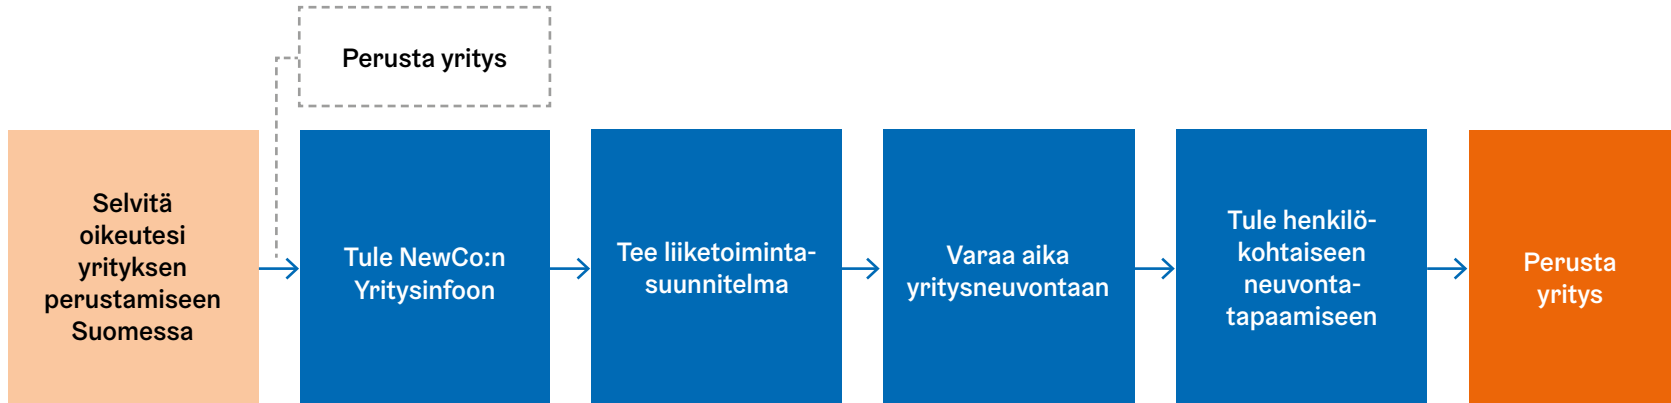 Perusta yritys
Selvitä
oikeutesi
yrityksen
perustamiseen
Suomessa
Tule NewCo:n
Yritysinfoon
Tee liiketoiminta-
suunnitelma
Varaa aika
yritysneuvontaan
Tule henkilö-
kohtaiseen
neuvonta-
tapaamiseen
Perusta
yritys